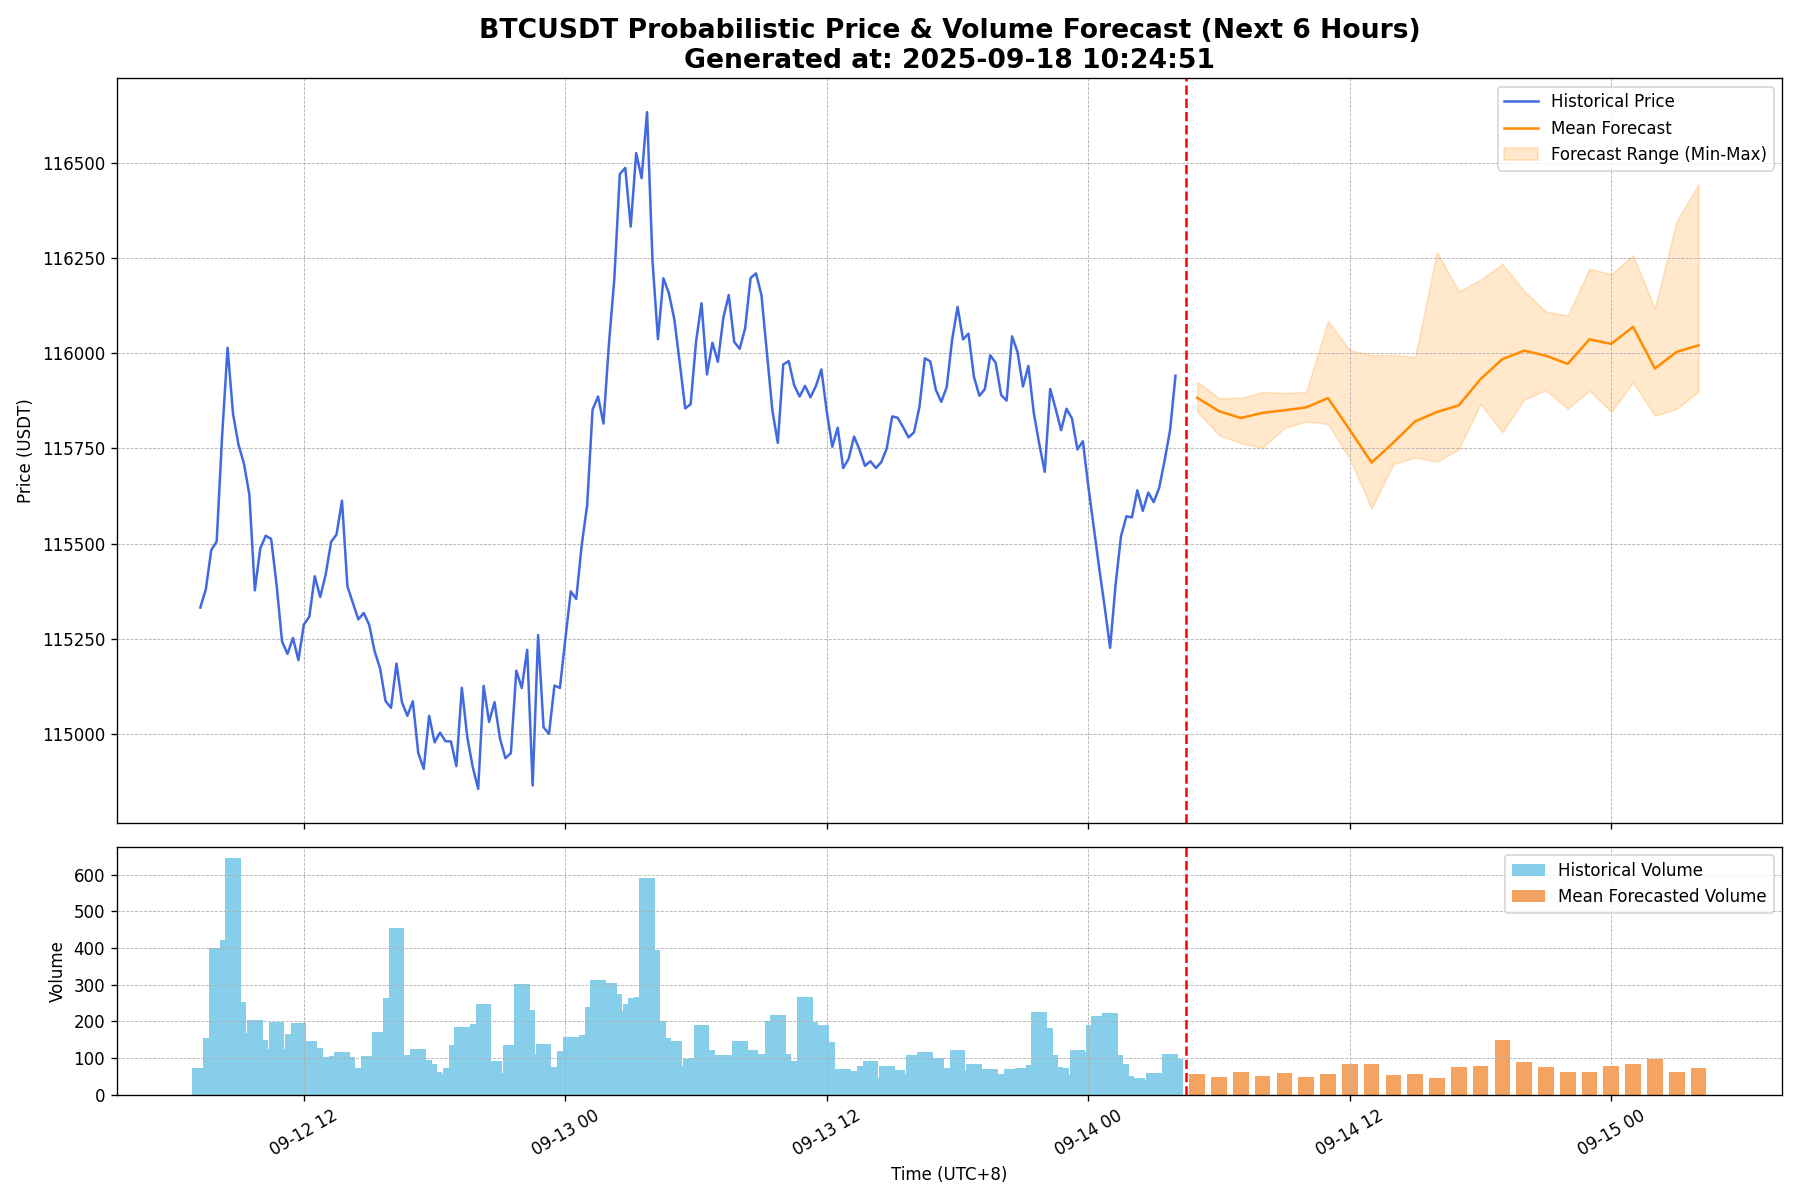 BTCUSDT Probabilistic Price & Volume Forecast (Next 6 Hours)
Generated at: 2025-09-18 10:24:51
Historical Price
Mean Forecast
Forecast Range (Min-Max)
116500
116250
116000
115750
115500
115250
115000
Price (USDT)
Historical Volume
Mean Forecasted Volume
600
500
400
300
200
100
0
Volume
09-12 12
09-13 00
09-13 12
09-14 00
09-14 12
09-15 00
Time (UTC+8)